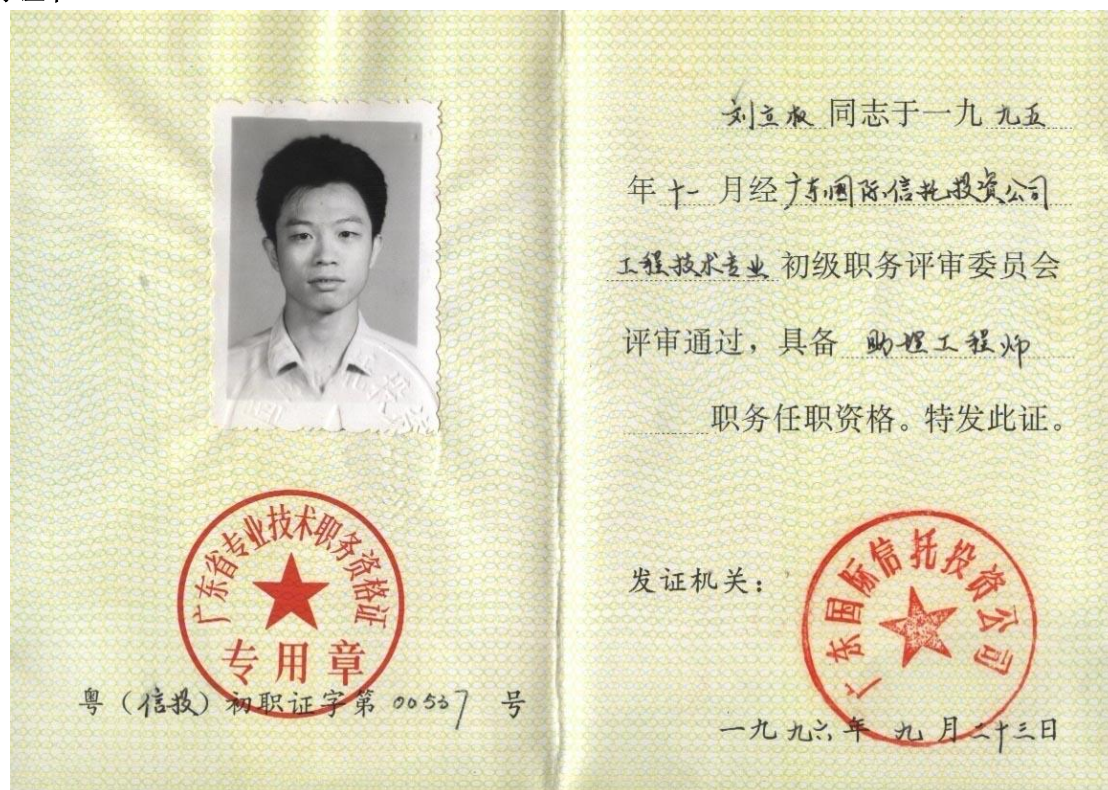 广东省专业技术职务资格证
专用章
粤（信投）初职证字第 00537 号
刘立权 同志于一九九五
年十一月经广东国际信托投资公司
工程技术专业 初级职务评审委员会
评审通过，具备 助理工程师
职务任职资格。特发此证。
发证机关：
广东国际信托投资公司
一九九六年 九月二十三日